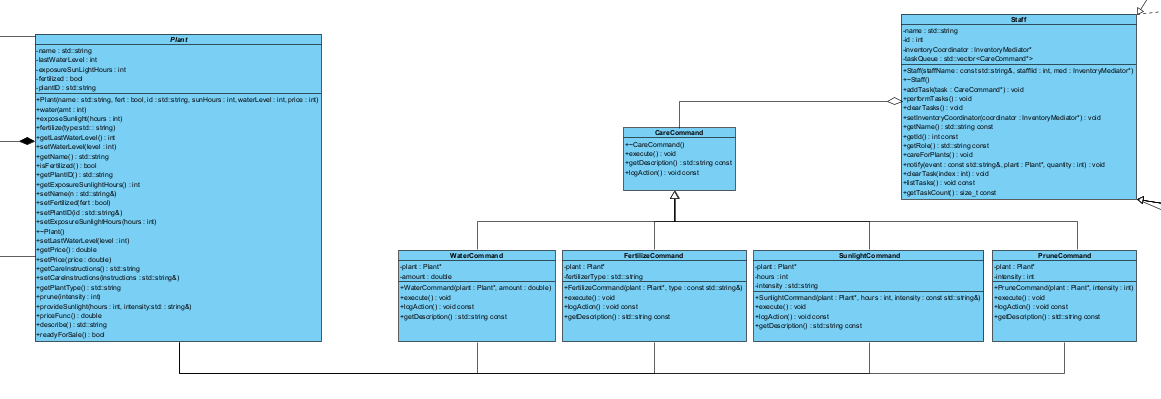 Plant
-name : std::string
-lastWaterLevel : int
-exposureSunLightHours : int
-fertilized : bool
-plantID : std::string
+Plant(name : std::string, fert : bool, id : std::string, sunHours : int, waterLevel : int, price : int)
+water(amt : int)
+exposeSunlight(hours : int)
+fertilize(type:std:: string)
+getLastWaterLevel() : int
+setWaterLevel(level : int)
+getName() : std::string
+isFertilized() : bool
+getPlantID() : std::string
+getExposureSunlightHours() : int
+setName(n : std::string&)
+setFertilized(fert : bool)
+setPlantID(id : std::string&)
+setExposureSunlightHours(hours : int)
+~Plant()
+setLastWaterLevel(level : int)
+getPrice() : double
+setPrice(price : double)
+getCareInstructions() : std::string
+setCareInstructions(instructions : std::string&)
+getPlantType() : std::string
+prune(intensity : int)
+provideSunlight(hours : int, intensity:std :: string&)
+priceFunc() : double
+describe() : std::string
+readyForSale() : bool
Staff
-name : std::string
-id : int
-inventoryCoordinator : InventoryMediator*
-taskQueue : std::vector<CareCommand*>
+Staff(staffName : const std::string&, staffId : int, med : InventoryMediator*)
+~Staff()
+addTask(task : CareCommand*) : void
+performTasks() : void
+clearTasks() : void
+setInventoryCoordinator(coordinator : InventoryMediator*) : void
+getName() : std::string const
+getId() : int const
+getRole() : std::string const
+careForPlants() : void
+notify(event : const std::string&, plant : Plant*, quantity : int) : void
+clearTask(index : int) : void
+listTasks() : void const
+getTaskCount() : size_t const
CareCommand
+~CareCommand()
+execute() : void
+getDescription() : std::string const
+logAction() : void const
WaterCommand
-plant : Plant*
-amount : double
+WaterCommand(plant : Plant*, amount : double)
+execute() : void
+logAction() : void const
+getDescription() : std::string const
FertilizeCommand
-plant : Plant*
-fertilizerType : std::string
+FertilizeCommand(plant : Plant*, type : const std::string&)
+execute() : void
+logAction() : void const
+getDescription() : std::string const
SunlightCommand
-plant : Plant*
-hours : int
-intensity : std::string
+SunlightCommand(plant : Plant*, hours : int, intensity : const std::string&)
+execute() : void
+logAction() : void const
+getDescription() : std::string const
PruneCommand
-plant : Plant*
-intensity : int
+PruneCommand(plant : Plant*, intensity : int)
+execute() : void
+logAction() : void const
+getDescription() : std::string const